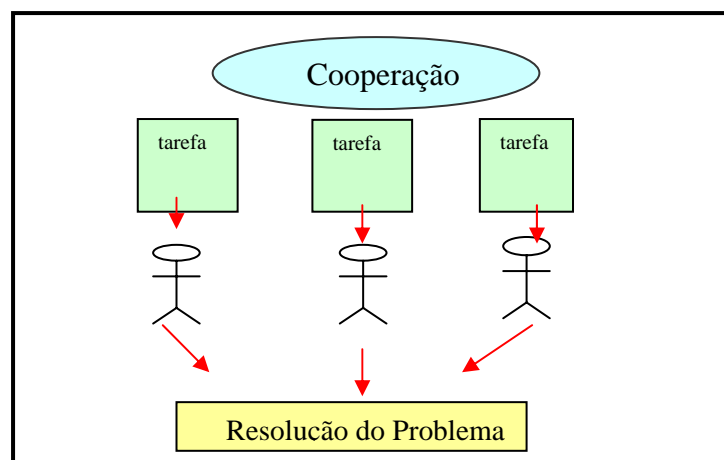 Cooperação
tarefa
tarefa
tarefa
Resolucão do Problema